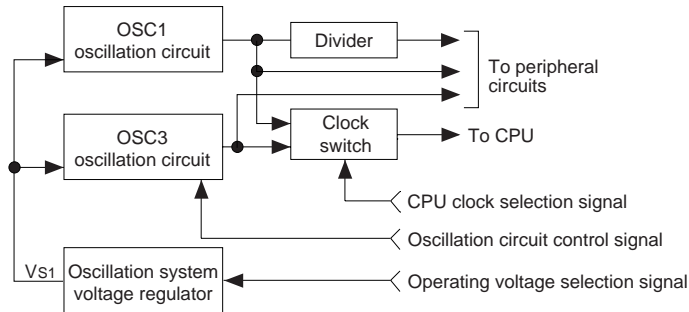 OSC1
oscillation circuit
Divider
To peripheral
circuits
OSC3
oscillation circuit
Clock
switch
To CPU
CPU clock selection signal
Oscillation circuit control signal
VS1
Oscillation system
voltage regulator
Operating voltage selection signal